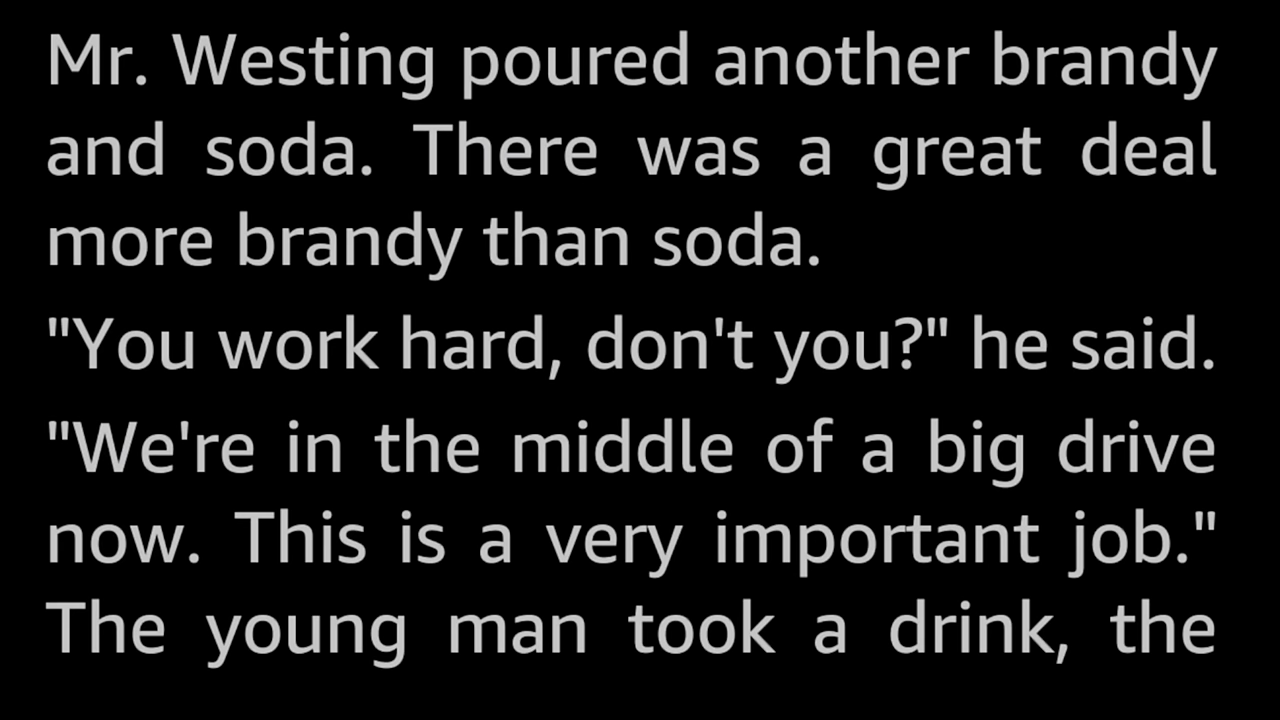 Mr. Westing poured another brandy
and soda. There was a great deal
more brandy than soda.
"You work hard, don't you?" he said.
"We're in the middle of a big drive
now. This is a very important job."
The young man took a drink, the